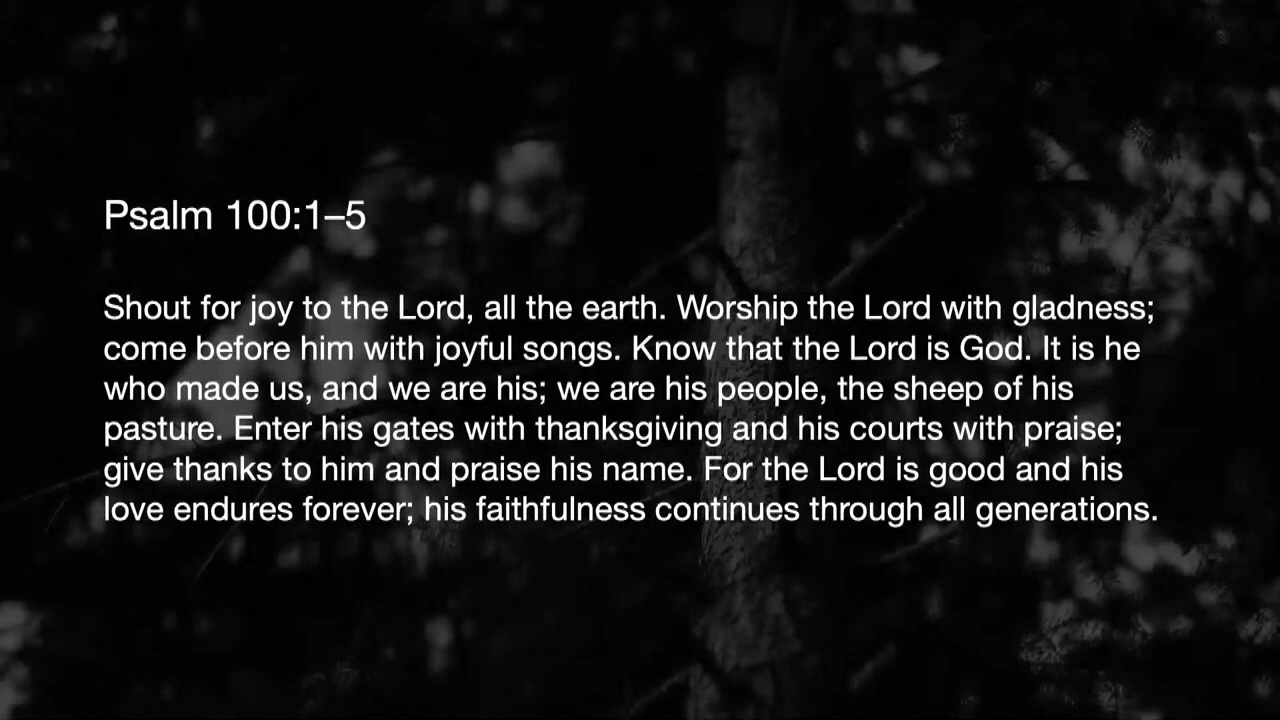 Psalm 100:1–5
Shout for joy to the Lord, all the earth. Worship the Lord with gladness;
come before him with joyful songs. Know that the Lord is God. It is he
who made us, and we are his; we are his people, the sheep of his
pasture. Enter his gates with thanksgiving and his courts with praise;
give thanks to him and praise his name. For the Lord is good and his
love endures forever; his faithfulness continues through all generations.